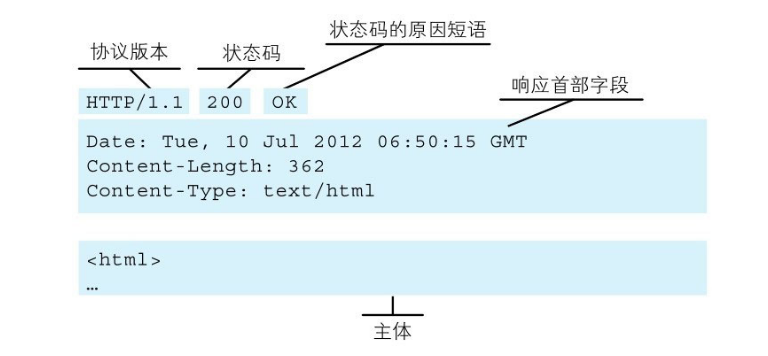 状态码的原因短语
协议版本 状态码
响应首部字段
HTTP/1.1 200 OK
Date: Tue, 10 Jul 2012 06:50:15 GMT
Content-Length: 362
Content-Type: text/html
<html>
…
主体